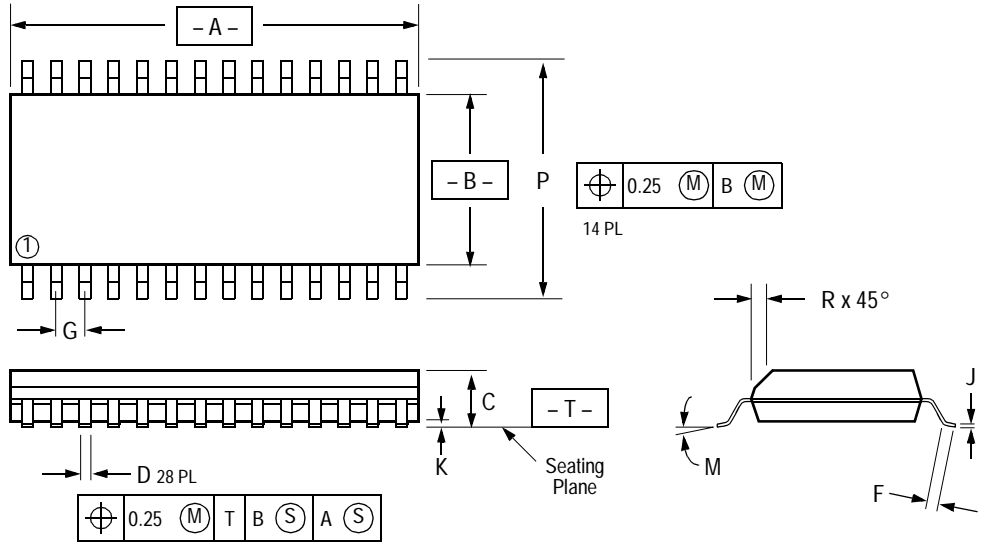 – A –
– B –
P
⌖ 0.25 Ⓜ B Ⓜ
14 PL
①
G
R x 45°
C
– T –
J
K
Seating
Plane
M
D 28 PL
F
⌖ 0.25 Ⓜ T B Ⓢ A Ⓢ